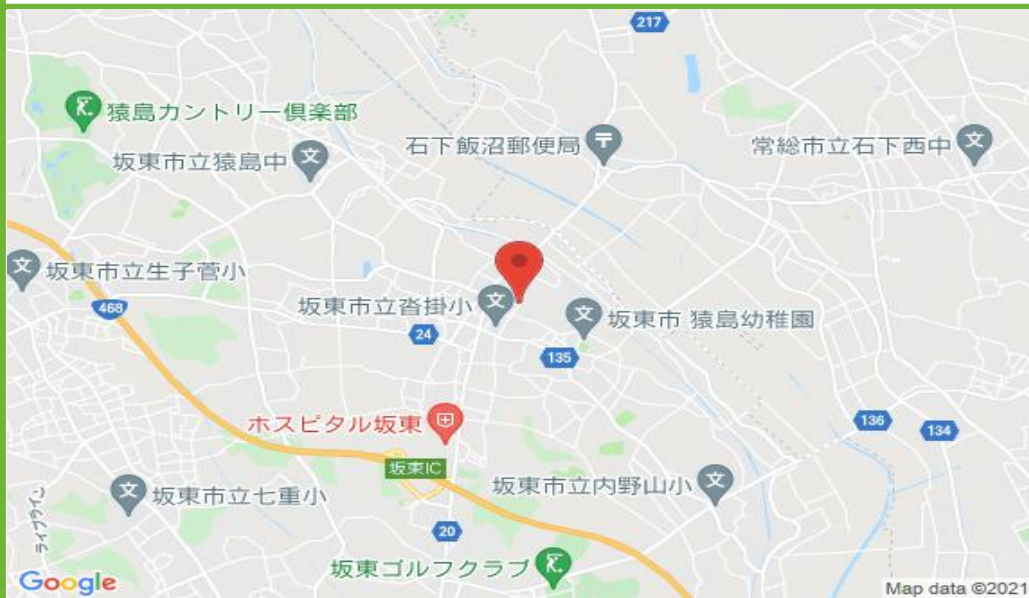 217
猿島カントリー倶楽部
石下飯沼郵便局
常総市立石下西中
坂東市立猿島中
坂東市立生子菅小
468
坂東市立沓掛小
坂東市 猿島幼稚園
24
135
ホスピタル坂東
136
134
坂東IC
坂東市立七重小
坂東市立内野山小
20
坂東ゴルフクラブ
Google
Map data ©2021